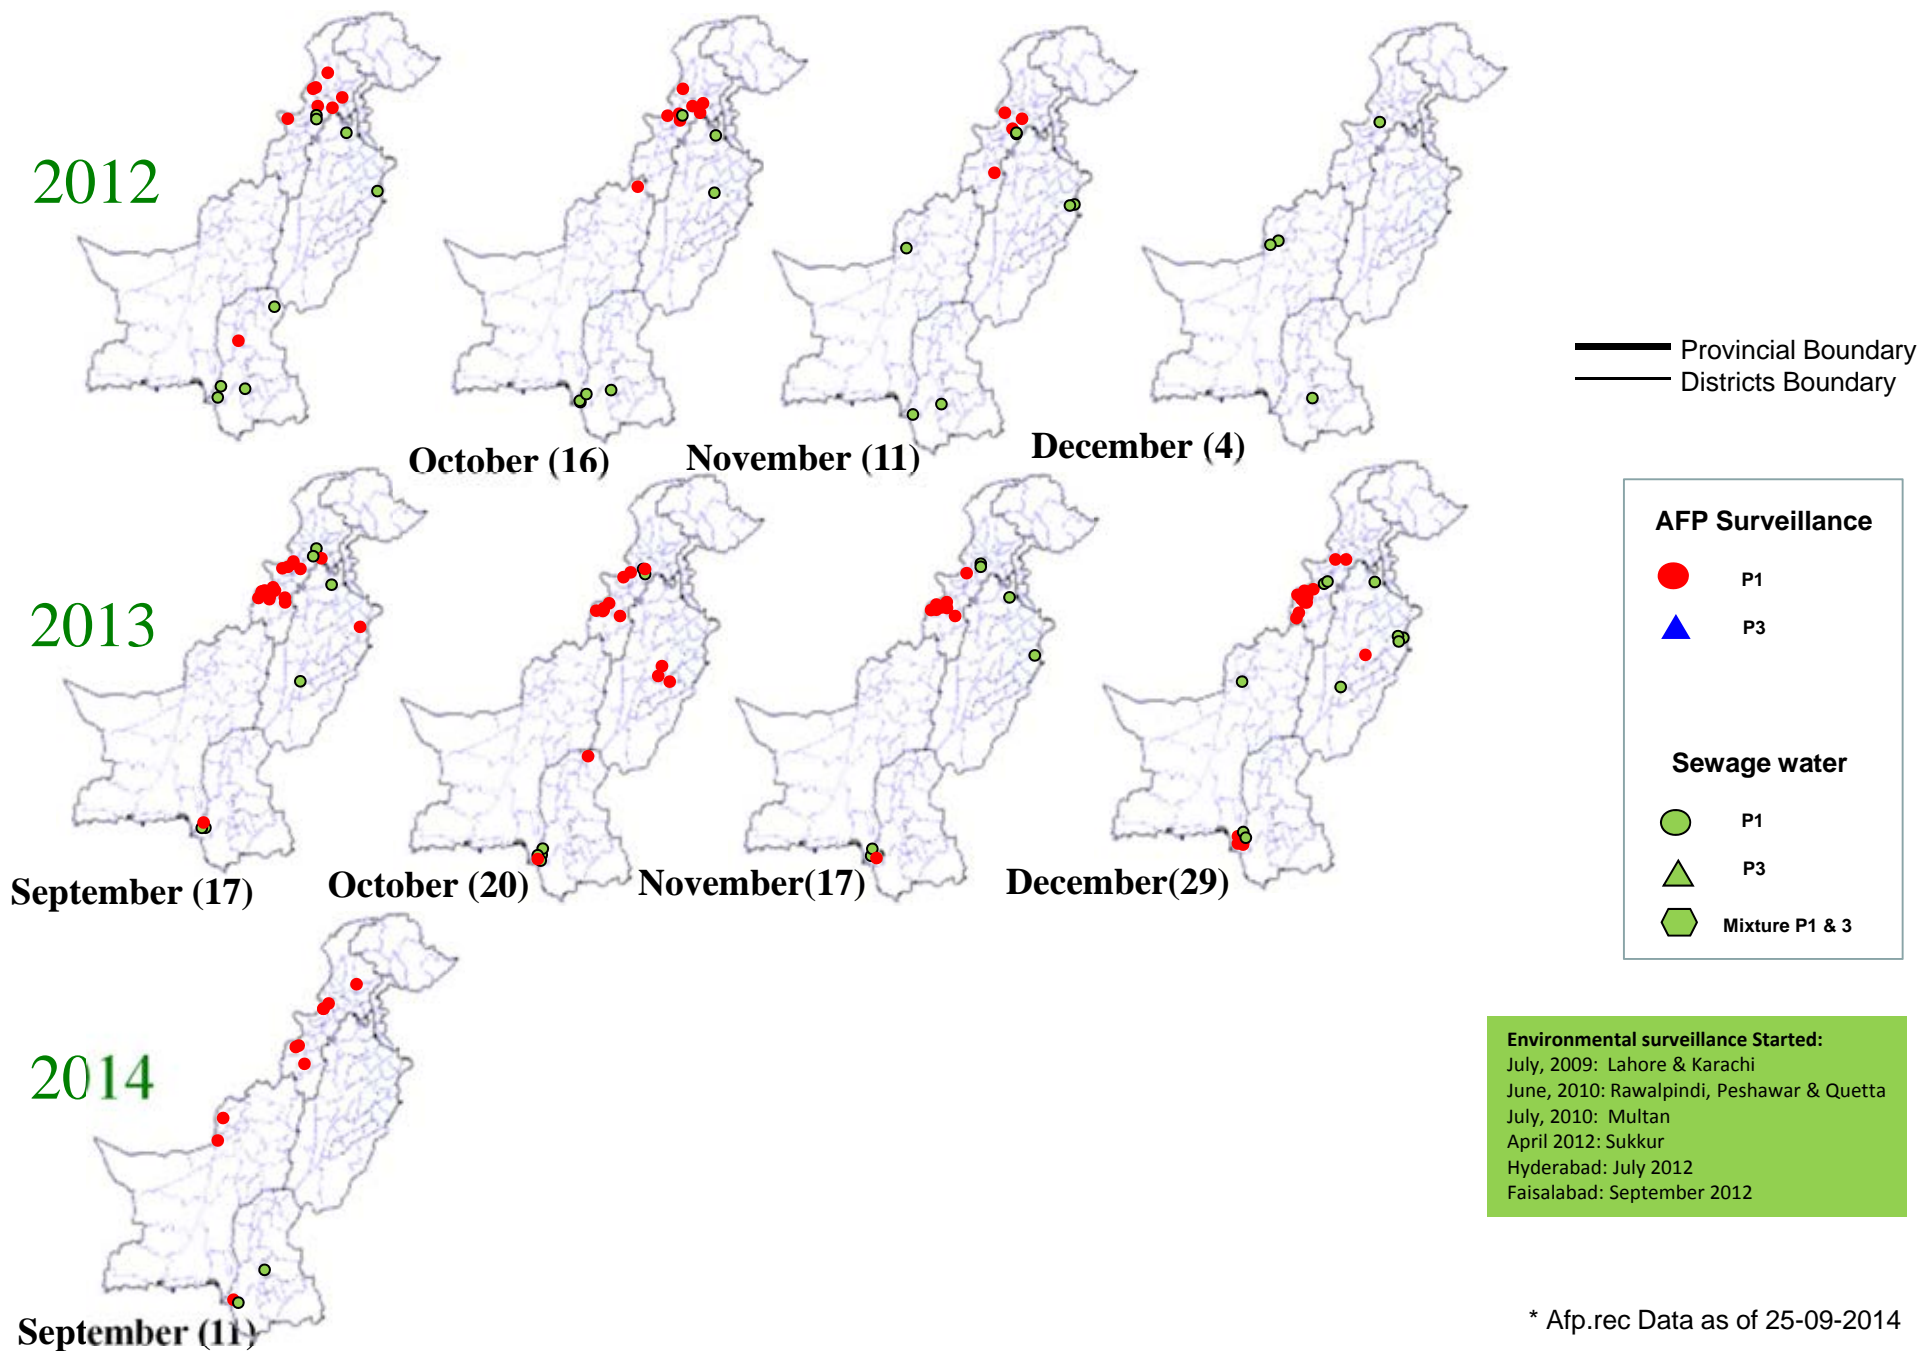 2012
October (16)
November (11)
December (4)
Provincial Boundary
Districts Boundary
2013
September (17)
October (20)
November(17)
December(29)
AFP Surveillance
P1
P3
Sewage water
P1
P3
Mixture P1 & 3
2014
September (11)
Environmental surveillance Started:
July, 2009: Lahore & Karachi
June, 2010: Rawalpindi, Peshawar & Quetta
July, 2010: Multan
April 2012: Sukkur
Hyderabad: July 2012
Faisalabad: September 2012
* Afp.rec Data as of 25-09-2014